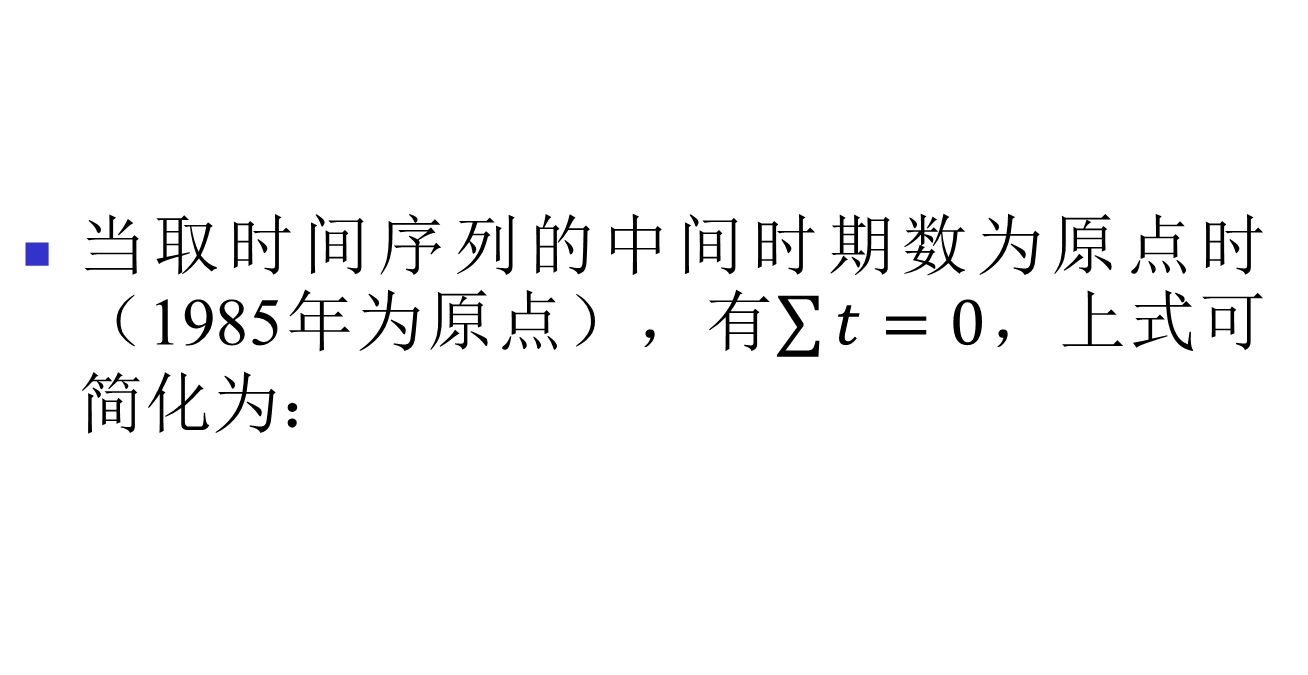 当取时间序列的中间时期数为原点时
（1985年为原点），有∑t = 0，上式可
简化为：